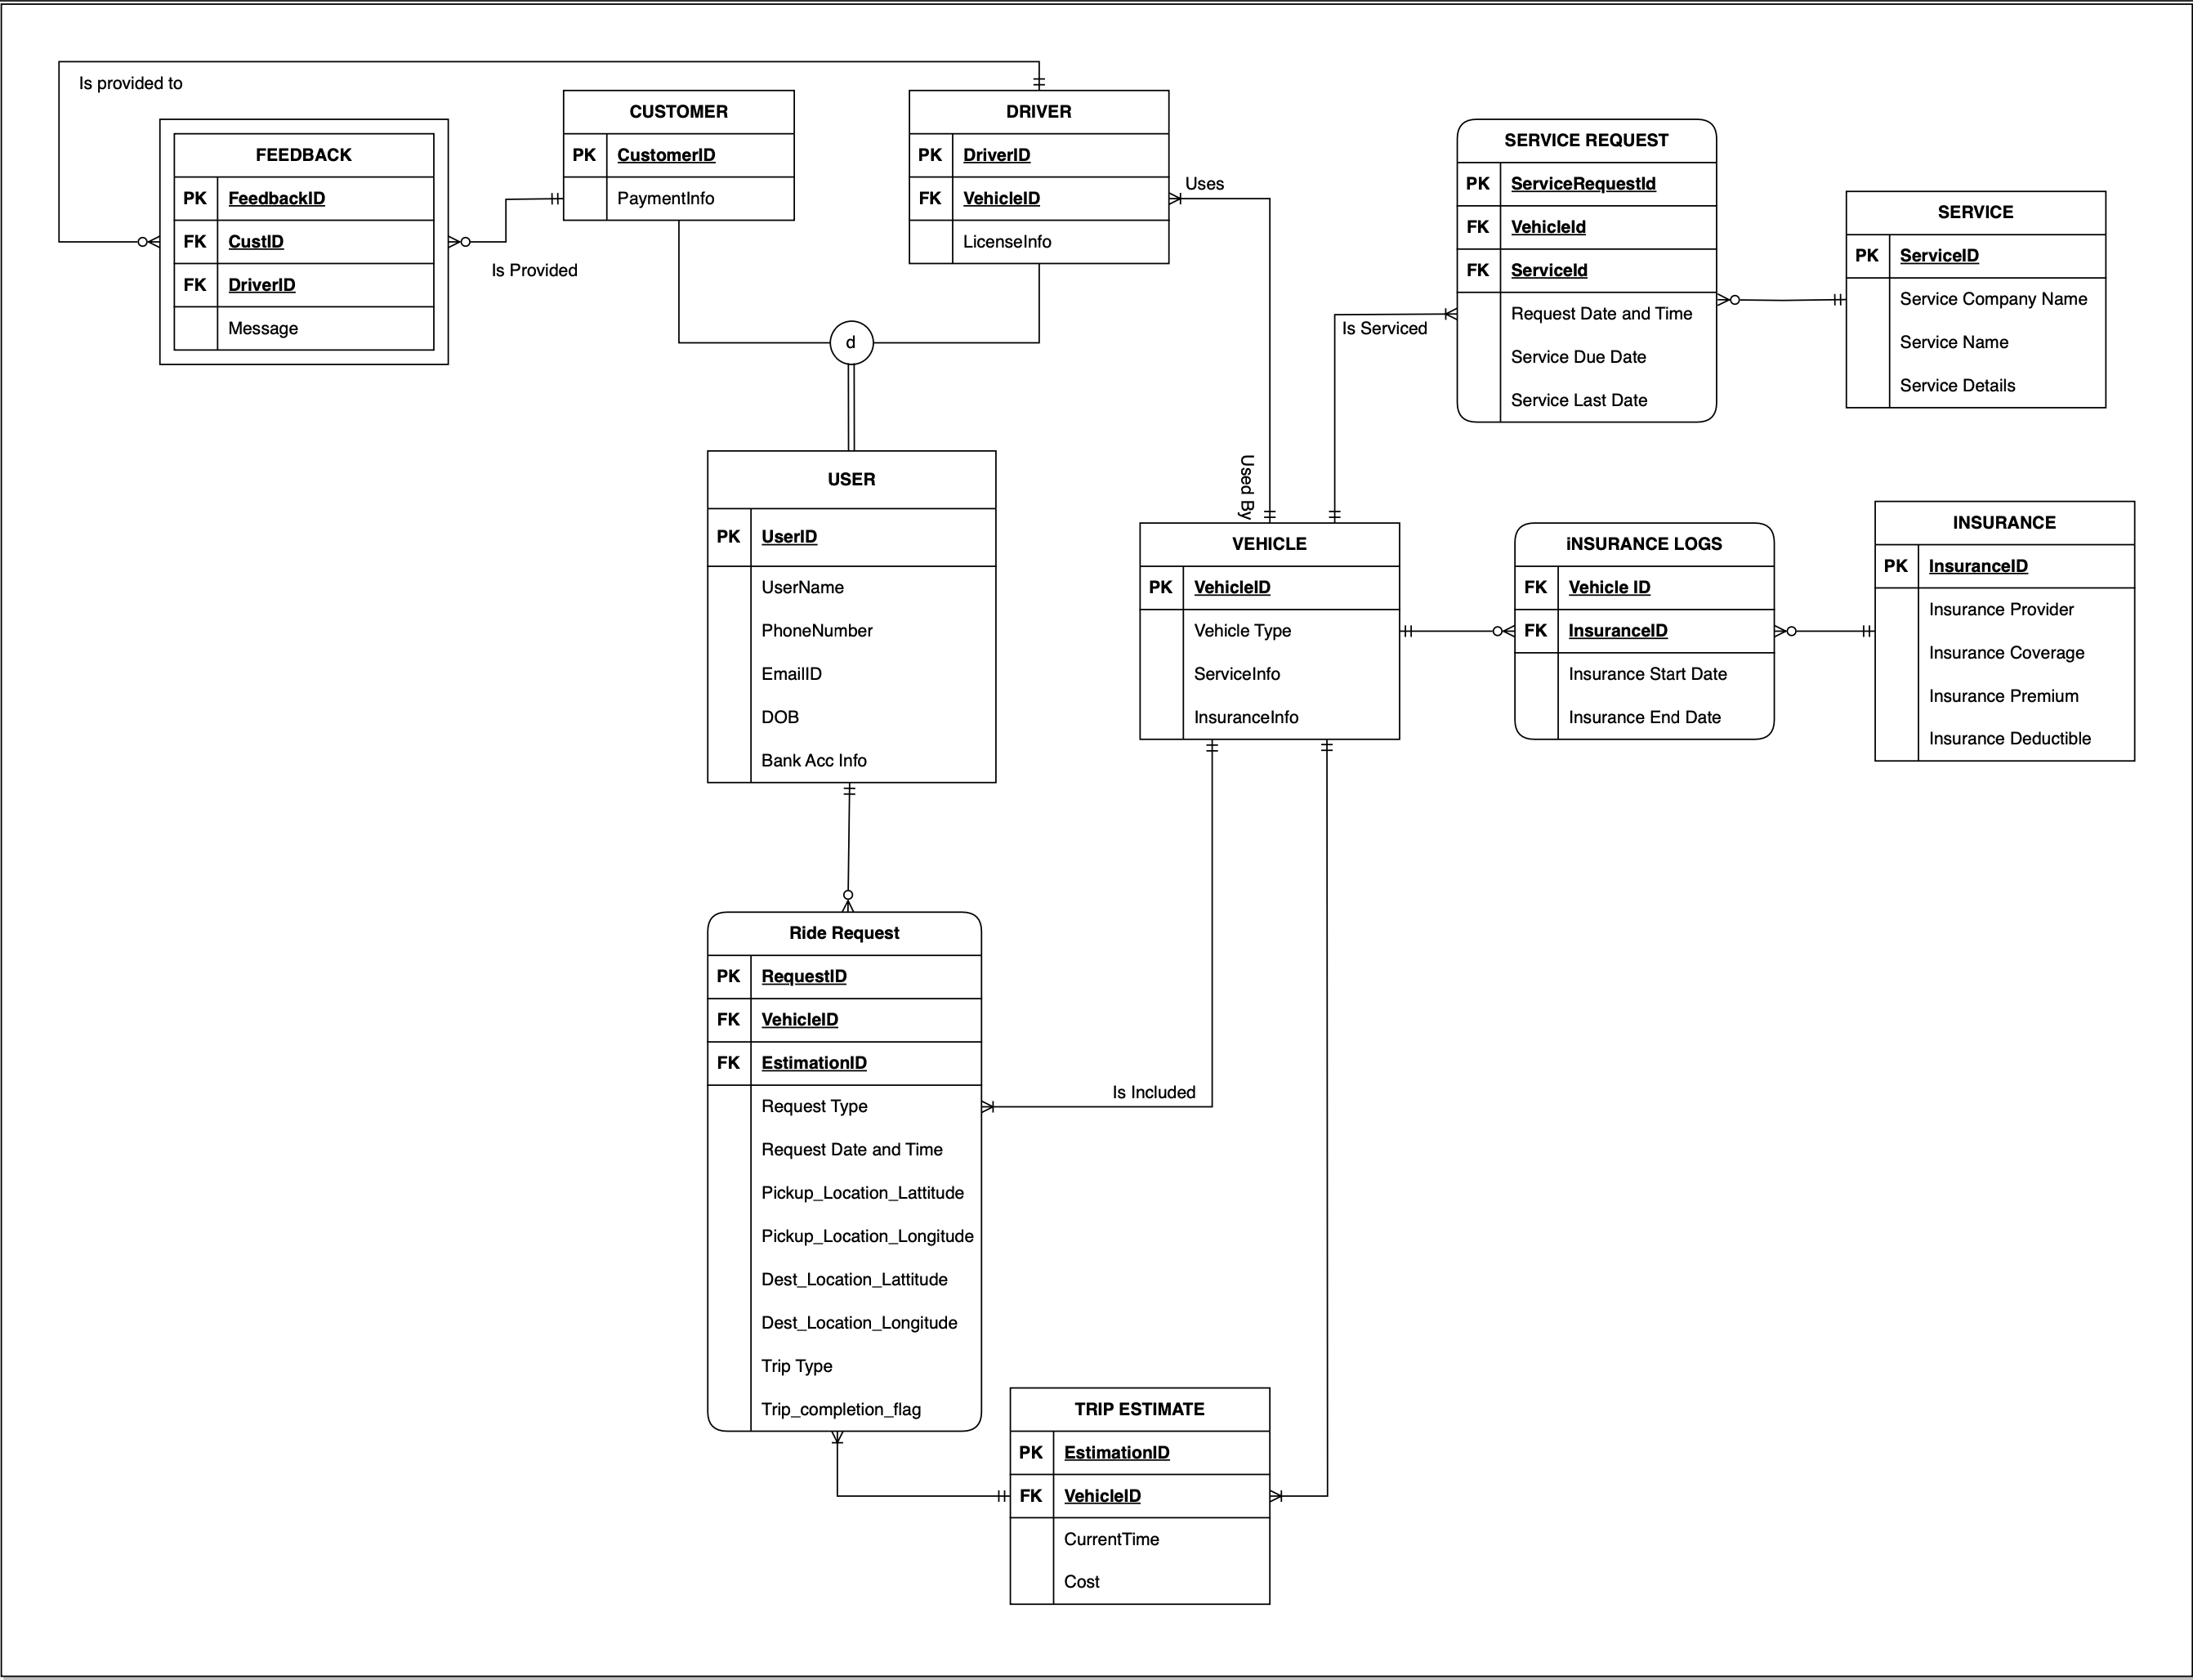 Is provided to
FEEDBACK
PK FeedbackID
FK CustID
FK DriverID
Message
Is Provided
CUSTOMER
PK CustomerID
PaymentInfo
DRIVER
PK DriverID
FK VehicleID
LicenseInfo
Uses
Used By
d
SERVICE REQUEST
PK ServiceRequestId
FK VehicleId
FK ServiceId
Request Date and Time
Service Due Date
Service Last Date
Is Serviced
SERVICE
PK ServiceID
Service Company Name
Service Name
Service Details
USER
PK UserID
UserName
PhoneNumber
EmailID
DOB
Bank Acc Info
VEHICLE
PK VehicleID
Vehicle Type
ServiceInfo
InsuranceInfo
iNSURANCE LOGS
FK Vehicle ID
FK InsuranceID
Insurance Start Date
Insurance End Date
INSURANCE
PK InsuranceID
Insurance Provider
Insurance Coverage
Insurance Premium
Insurance Deductible
Ride Request
PK RequestID
FK VehicleID
FK EstimationID
Request Type
Request Date and Time
Pickup_Location_Lattitude
Pickup_Location_Longitude
Dest_Location_Lattitude
Dest_Location_Longitude
Trip Type
Trip_completion_flag
Is Included
TRIP ESTIMATE
PK EstimationID
FK VehicleID
CurrentTime
Cost